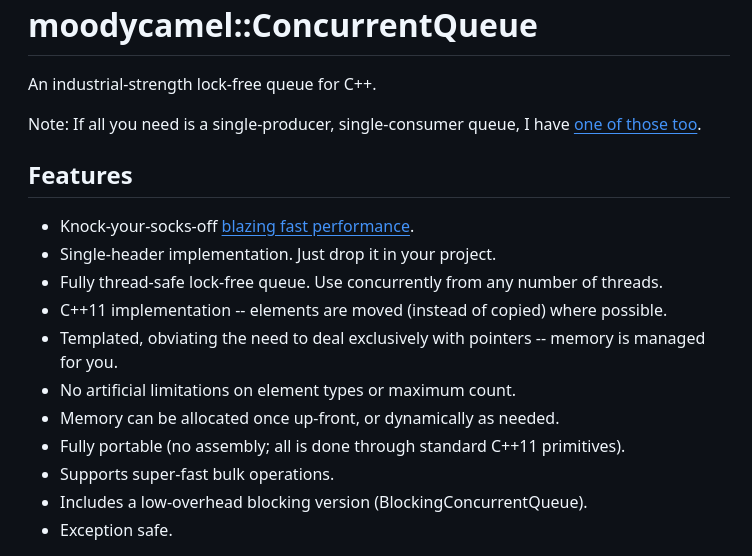 moodycamel::ConcurrentQueue
An industrial-strength lock-free queue for C++.
Note: If all you need is a single-producer, single-consumer queue, I have one of those too.
Features
• Knock-your-socks-off blazing fast performance.
• Single-header implementation. Just drop it in your project.
• Fully thread-safe lock-free queue. Use concurrently from any number of threads.
• C++11 implementation -- elements are moved (instead of copied) where possible.
• Templated, obviating the need to deal exclusively with pointers -- memory is managed
for you.
• No artificial limitations on element types or maximum count.
• Memory can be allocated once up-front, or dynamically as needed.
• Fully portable (no assembly; all is done through standard C++11 primitives).
• Supports super-fast bulk operations.
• Includes a low-overhead blocking version (BlockingConcurrentQueue).
• Exception safe.